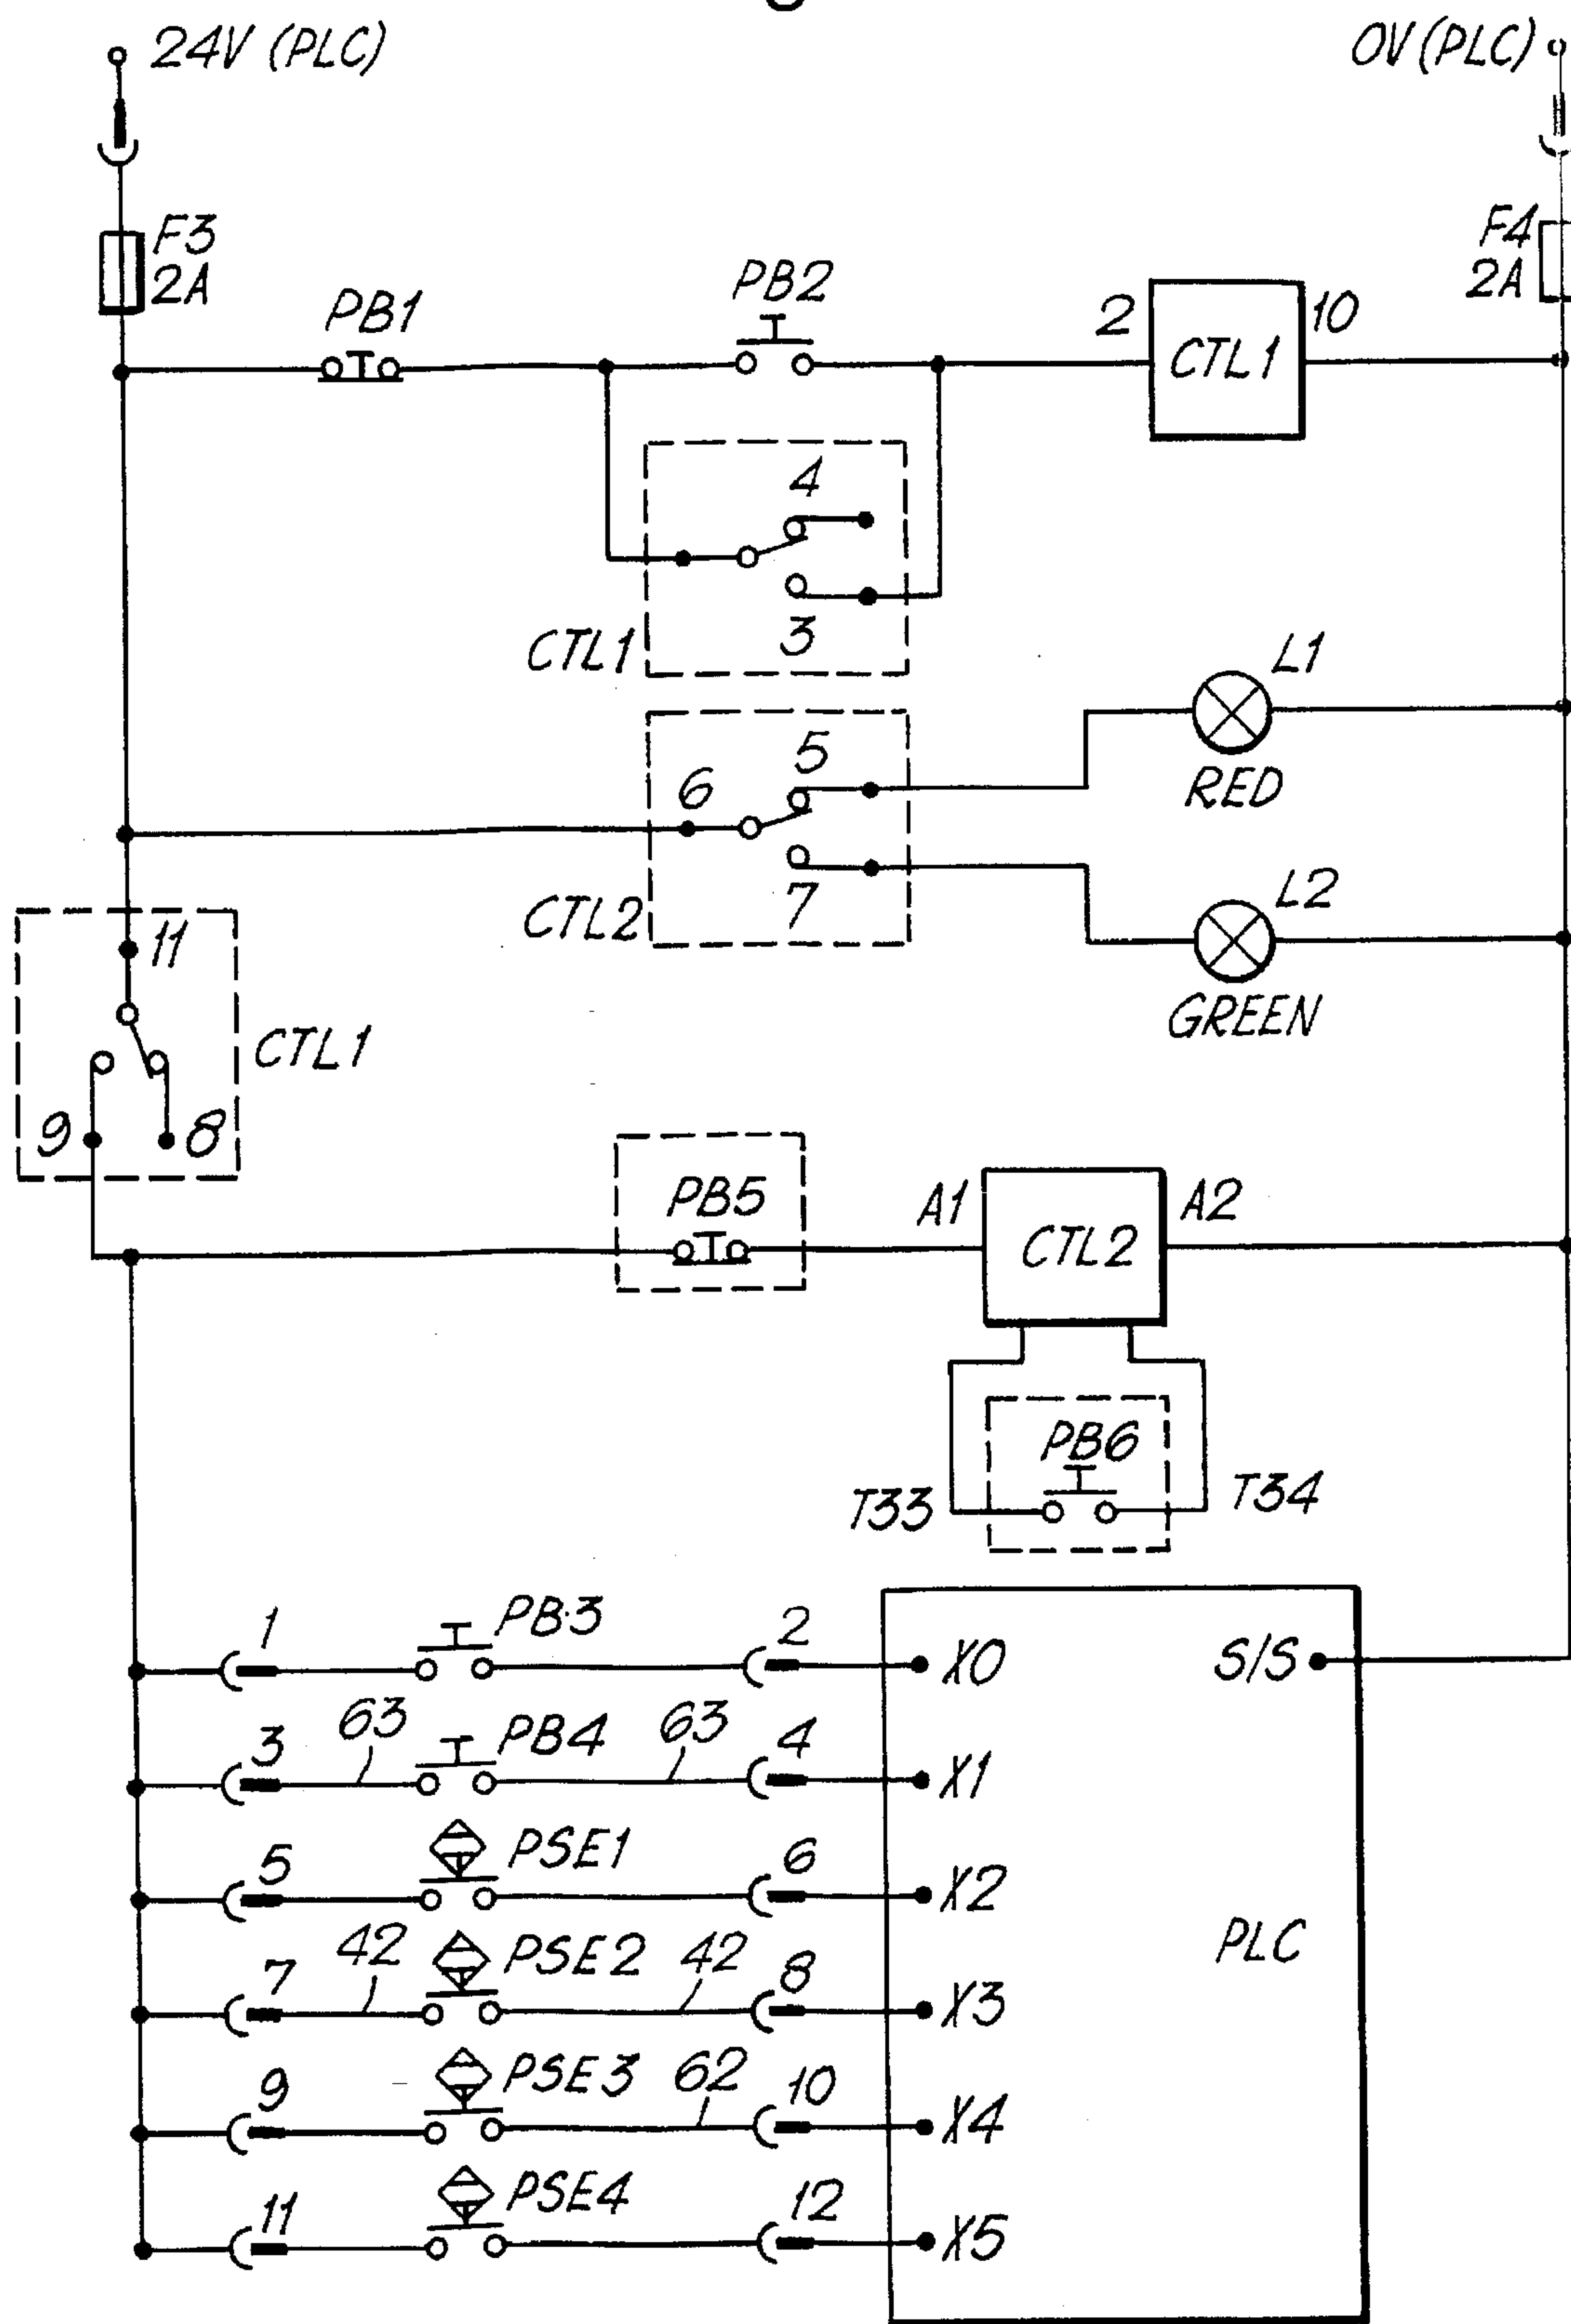 24V (PLC)
0V (PLC)
F3
2A
F4
2A
PB1
PB2
2
CTL1
10
4
3
CTL1
L1
RED
6
5
7
CTL2
L2
GREEN
11
CTL1
9
8
PB5
A1
CTL2
A2
PB6
T33
T34
1
PB3
2
X0
S/S
3
63
PB4
63
4
X1
5
PSE1
6
X2
PLC
7
42
PSE2
42
8
X3
9
PSE3
62
10
X4
11
PSE4
12
X5